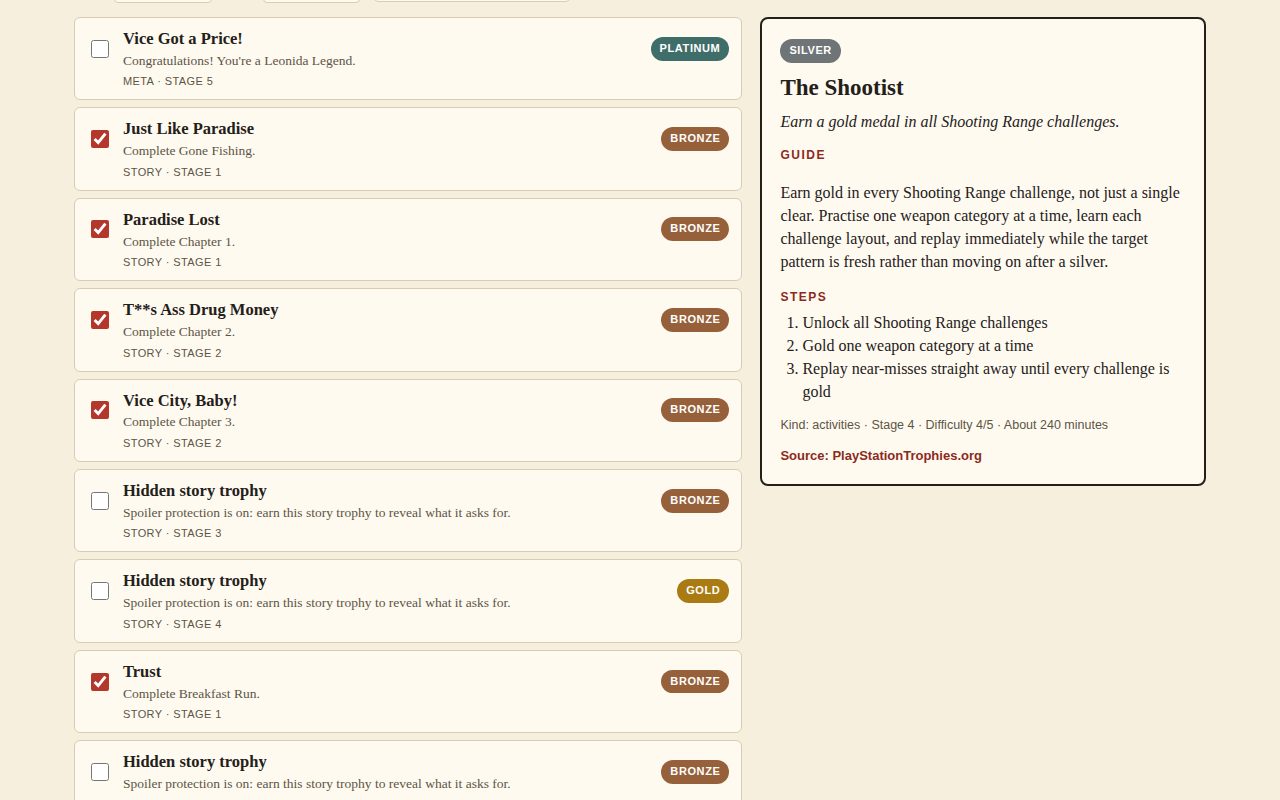 Vice Got a Price!
Congratulations! You're a Leonida Legend.
META · STAGE 5
PLATINUM
Just Like Paradise
Complete Gone Fishing.
STORY · STAGE 1
BRONZE
Paradise Lost
Complete Chapter 1.
STORY · STAGE 1
BRONZE
T**s Ass Drug Money
Complete Chapter 2.
STORY · STAGE 2
BRONZE
Vice City, Baby!
Complete Chapter 3.
STORY · STAGE 2
BRONZE
Hidden story trophy
Spoiler protection is on: earn this story trophy to reveal what it asks for.
STORY · STAGE 3
BRONZE
Hidden story trophy
Spoiler protection is on: earn this story trophy to reveal what it asks for.
STORY · STAGE 4
GOLD
Trust
Complete Breakfast Run.
STORY · STAGE 1
BRONZE
Hidden story trophy
Spoiler protection is on: earn this story trophy to reveal what it asks for.
BRONZE
SILVER
The Shootist
Earn a gold medal in all Shooting Range challenges.
GUIDE
Earn gold in every Shooting Range challenge, not just a single
clear. Practise one weapon category at a time, learn each
challenge layout, and replay immediately while the target
pattern is fresh rather than moving on after a silver.
STEPS
1. Unlock all Shooting Range challenges
2. Gold one weapon category at a time
3. Replay near-misses straight away until every challenge is
gold
Kind: activities · Stage 4 · Difficulty 4/5 · About 240 minutes
Source: PlayStationTrophies.org